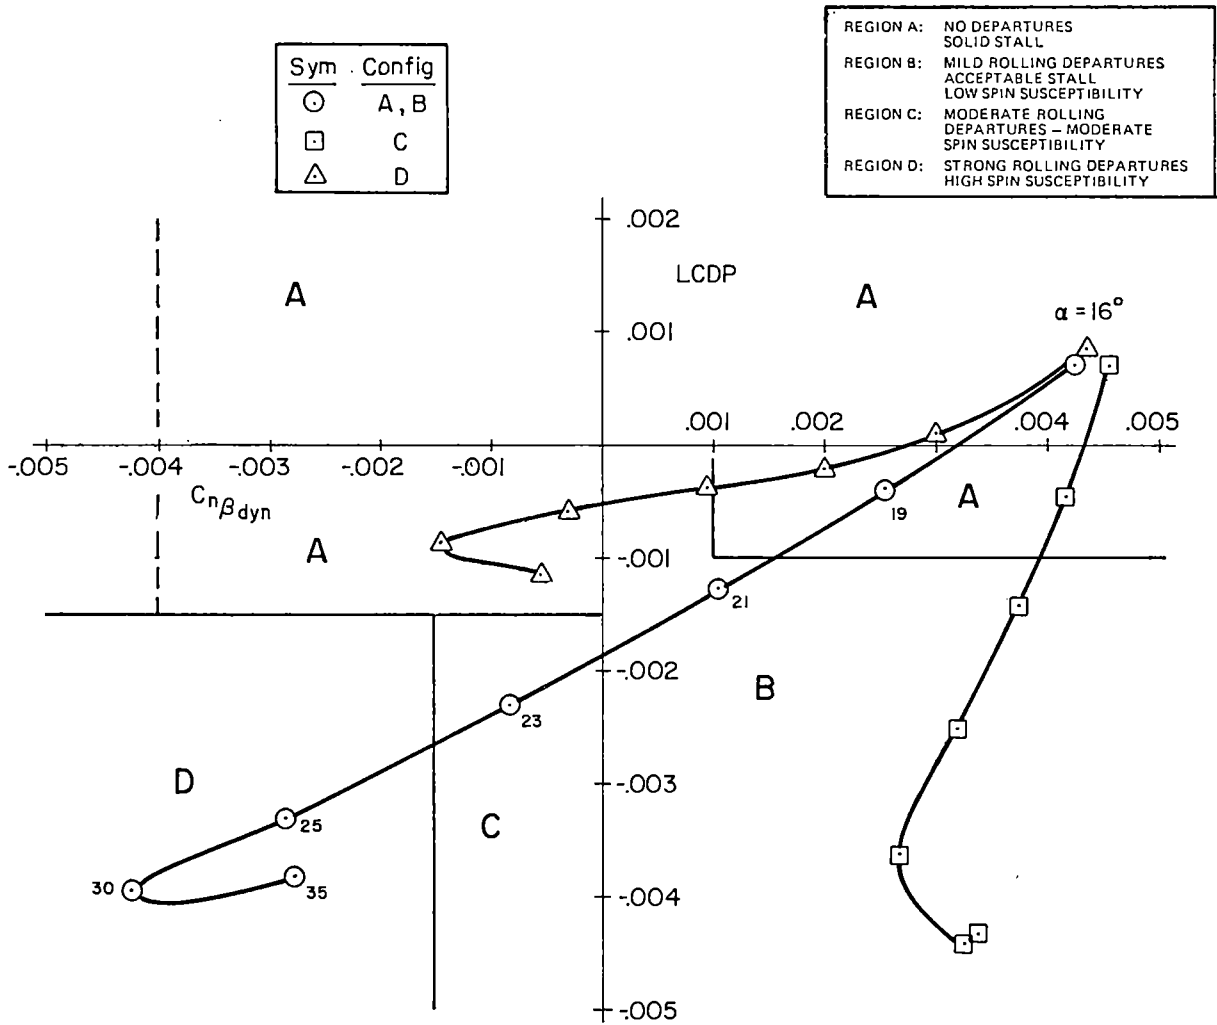 REGION A: NO DEPARTURES
SOLID STALL
REGION B: MILD ROLLING DEPARTURES
ACCEPTABLE STALL
LOW SPIN SUSCEPTIBILITY
REGION C: MODERATE ROLLING
DEPARTURES – MODERATE
SPIN SUSCEPTIBILITY
REGION D: STRONG ROLLING DEPARTURES
HIGH SPIN SUSCEPTIBILITY
Sym Config
A, B
C
D
.002
LCDP
A
A
α = 16°
.001
.001 .002 .004 .005
-.005 -.004 -.003 -.002 -.001
Cnβdyn
A
19
A
-.001
21
-.002
B
23
D
-.003
25
C
30
35
-.004
-.005